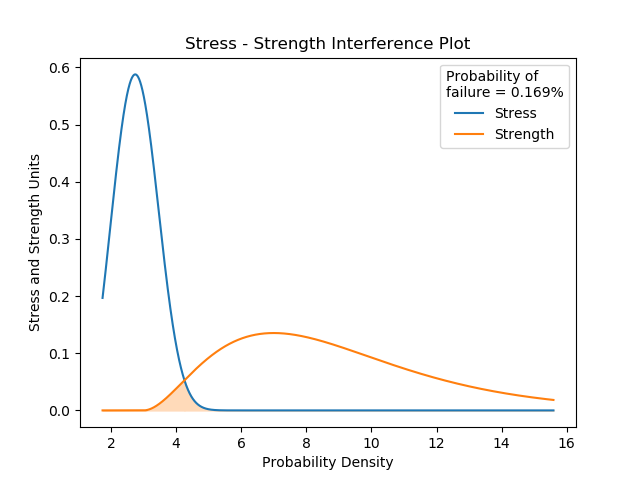 Stress - Strength Interference Plot
Probability of
failure = 0.169%
Stress
Strength
Stress and Strength Units
0.6
0.5
0.4
0.3
0.2
0.1
0.0
2 4 6 8 10 12 14 16
Probability Density